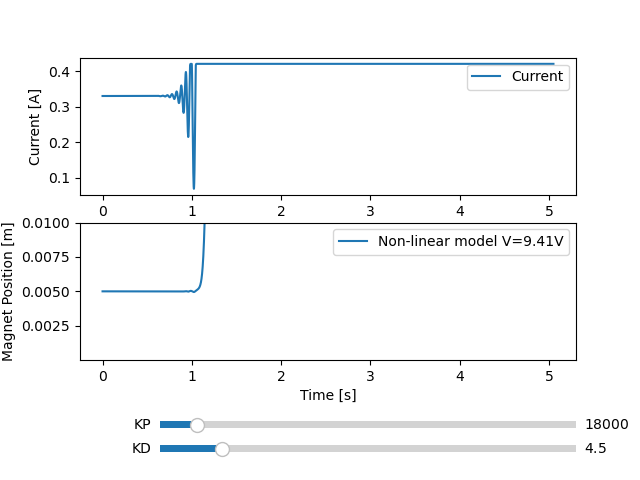 Current [A]
0.4
0.3
0.2
0.1
Current
0 1 2 3 4 5
Magnet Position [m]
0.0100
0.0075
0.0050
0.0025
Non-linear model V=9.41V
0 1 2 3 4 5
Time [s]
KP 18000
KD 4.5